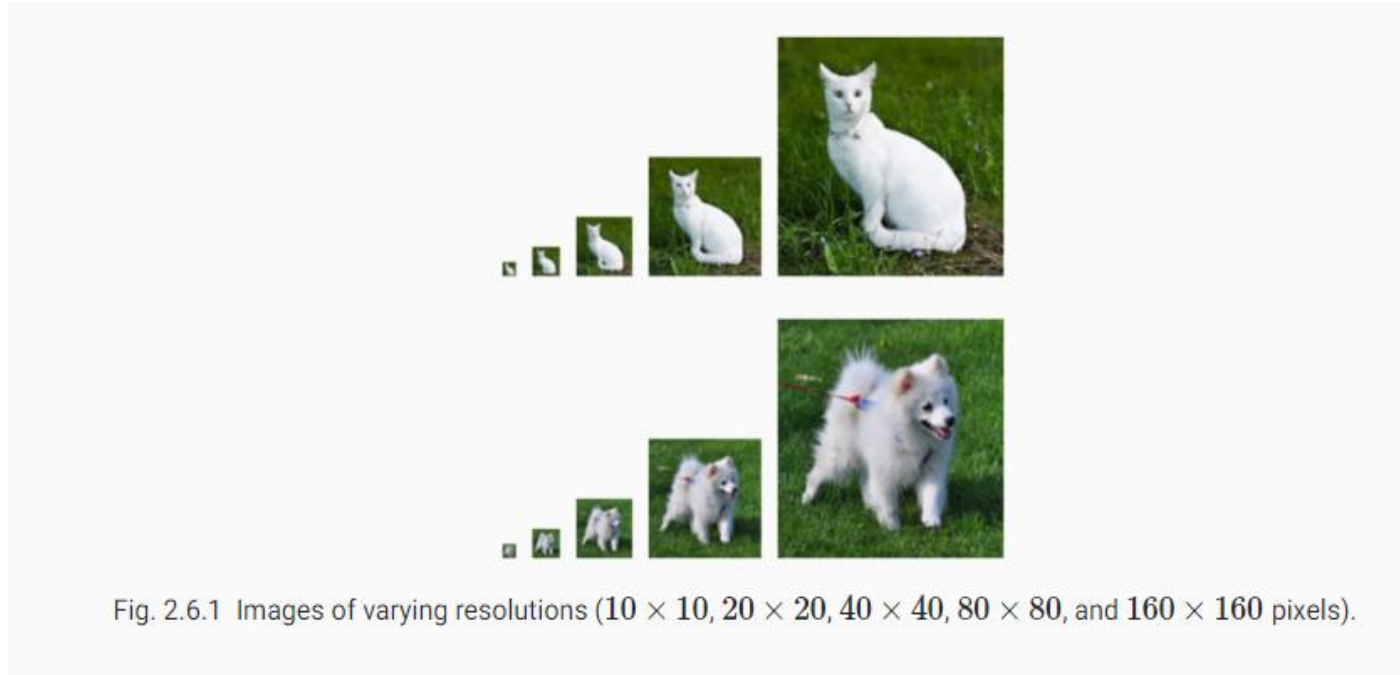 Fig. 2.6.1 Images of varying resolutions (10 × 10, 20 × 20, 40 × 40, 80 × 80, and 160 × 160 pixels).